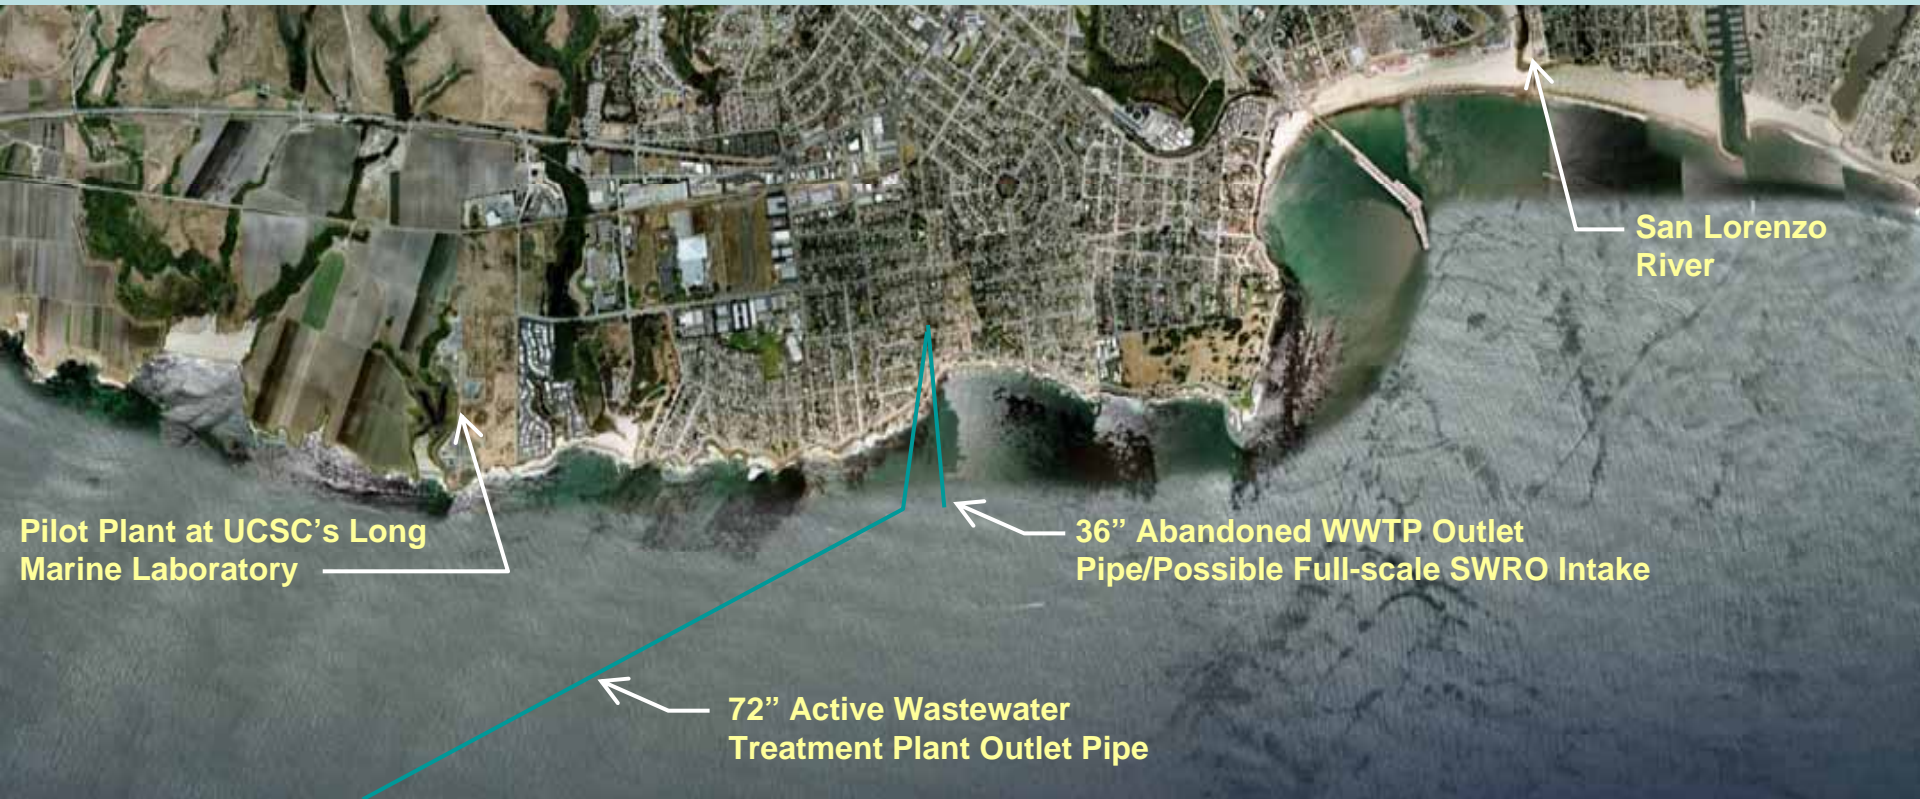 San Lorenzo
River
Pilot Plant at UCSC’s Long
Marine Laboratory
36” Abandoned WWTP Outlet
Pipe/Possible Full-scale SWRO Intake
72” Active Wastewater
Treatment Plant Outlet Pipe